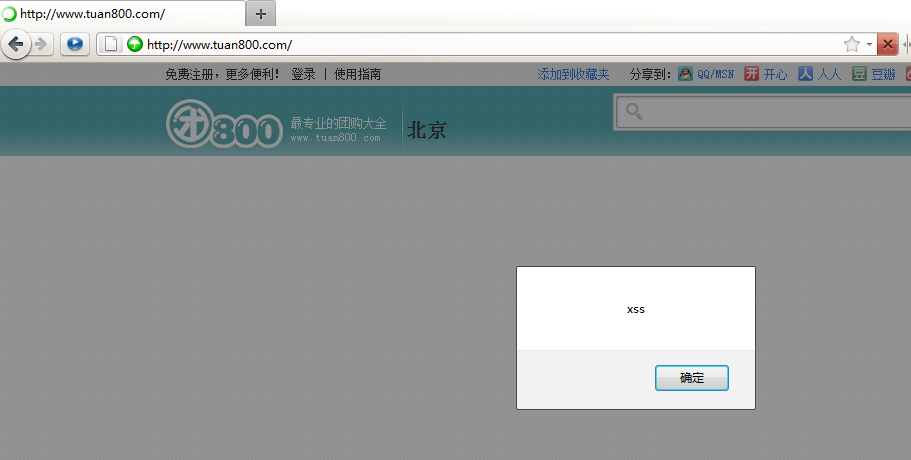 http://www.tuan800.com/
http://www.tuan800.com/
免费注册，更多便利！ 登录 | 使用指南 添加到收藏夹 分享到： QQ/MSN 开 开心 人 人人 豆 豆瓣
团800 最专业的团购大全 北京
www.tuan800.com
xss
确定